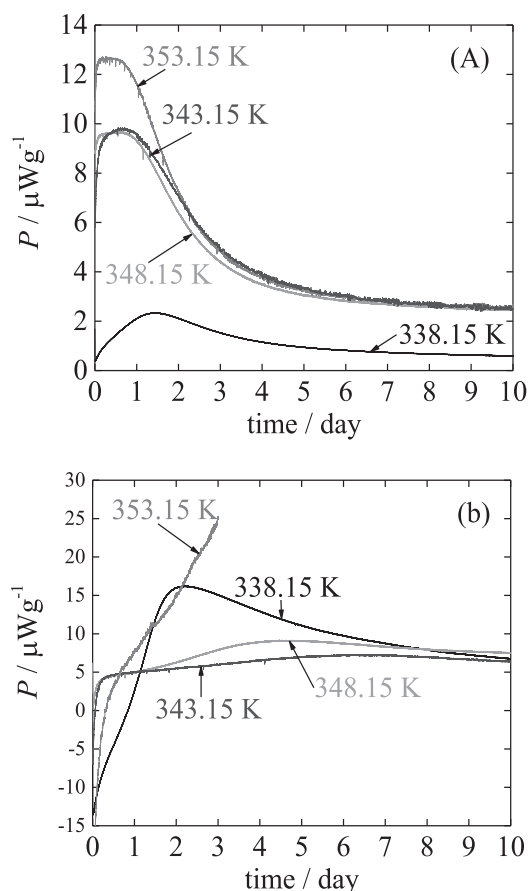 14
12
10
8
6
4
2
0
P / μWg-1
353.15 K
(A)
343.15 K
348.15 K
338.15 K
0 1 2 3 4 5 6 7 8 9 10
time / day
30
25
20
15
10
5
0
-5
-10
-15
P / μWg-1
353.15 K
(b)
338.15 K
348.15 K
343.15 K
0 1 2 3 4 5 6 7 8 9 10
time / day